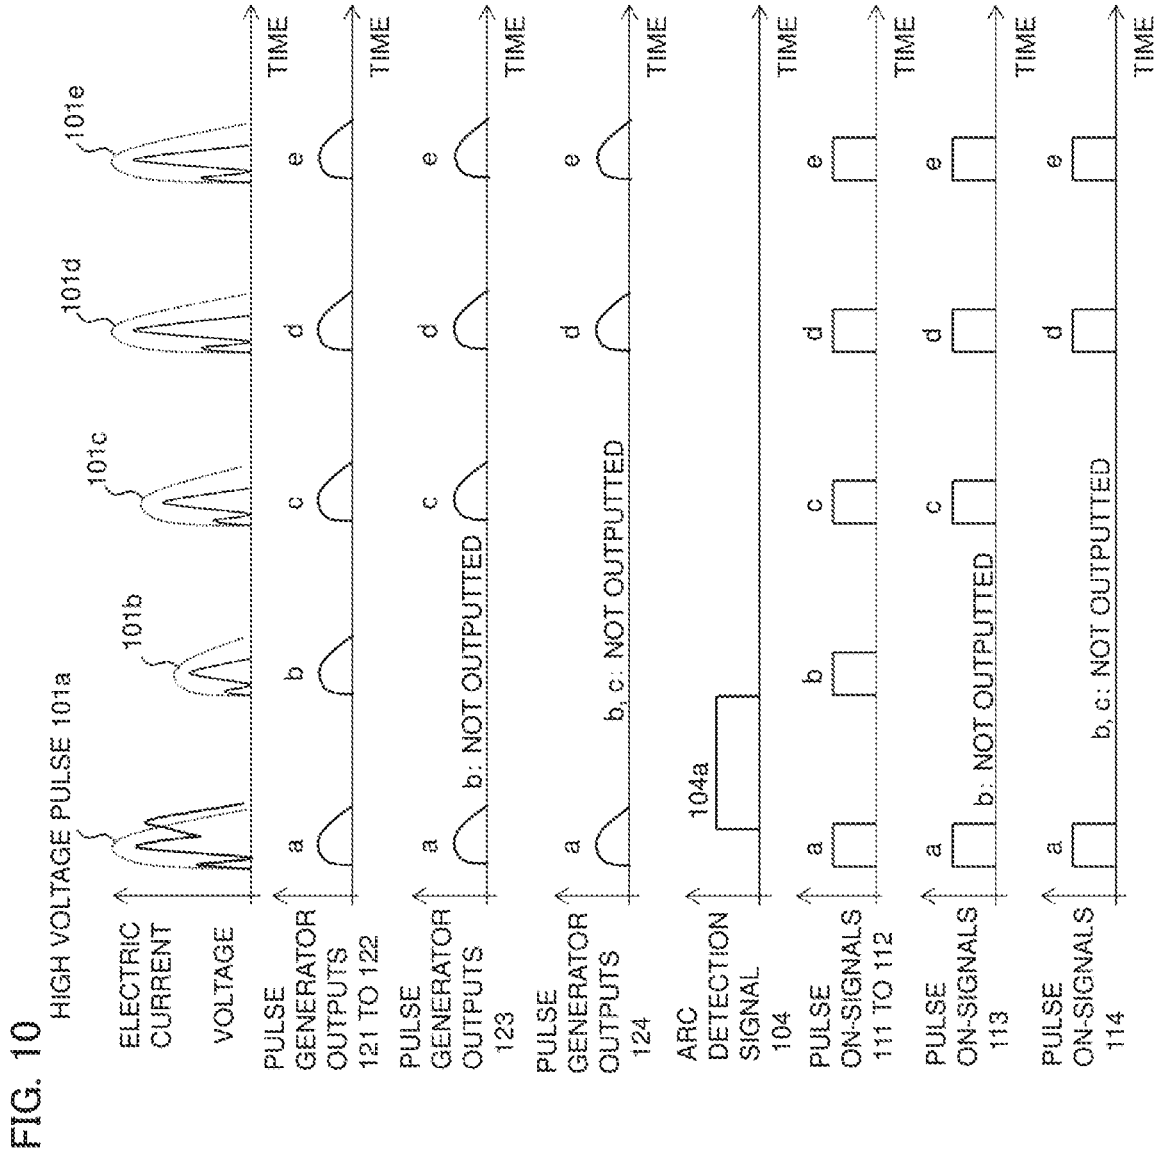 FIG. 10
HIGH VOLTAGE PULSE 101a
101b
101c
101d
101e
ELECTRIC
CURRENT
VOLTAGE
TIME
PULSE
GENERATOR
OUTPUTS
121 TO 122
a
b
c
d
e
TIME
PULSE
GENERATOR
OUTPUTS
123
a
b: NOT OUTPUTTED
c
d
e
TIME
PULSE
GENERATOR
OUTPUTS
124
a
b, c: NOT OUTPUTTED
d
e
TIME
ARC
DETECTION
SIGNAL
104
104a
TIME
PULSE
ON-SIGNALS
111 TO 112
a
b
c
d
e
TIME
PULSE
ON-SIGNALS
113
a
b: NOT OUTPUTTED
c
d
e
TIME
PULSE
ON-SIGNALS
114
a
b, c: NOT OUTPUTTED
d
e
TIME